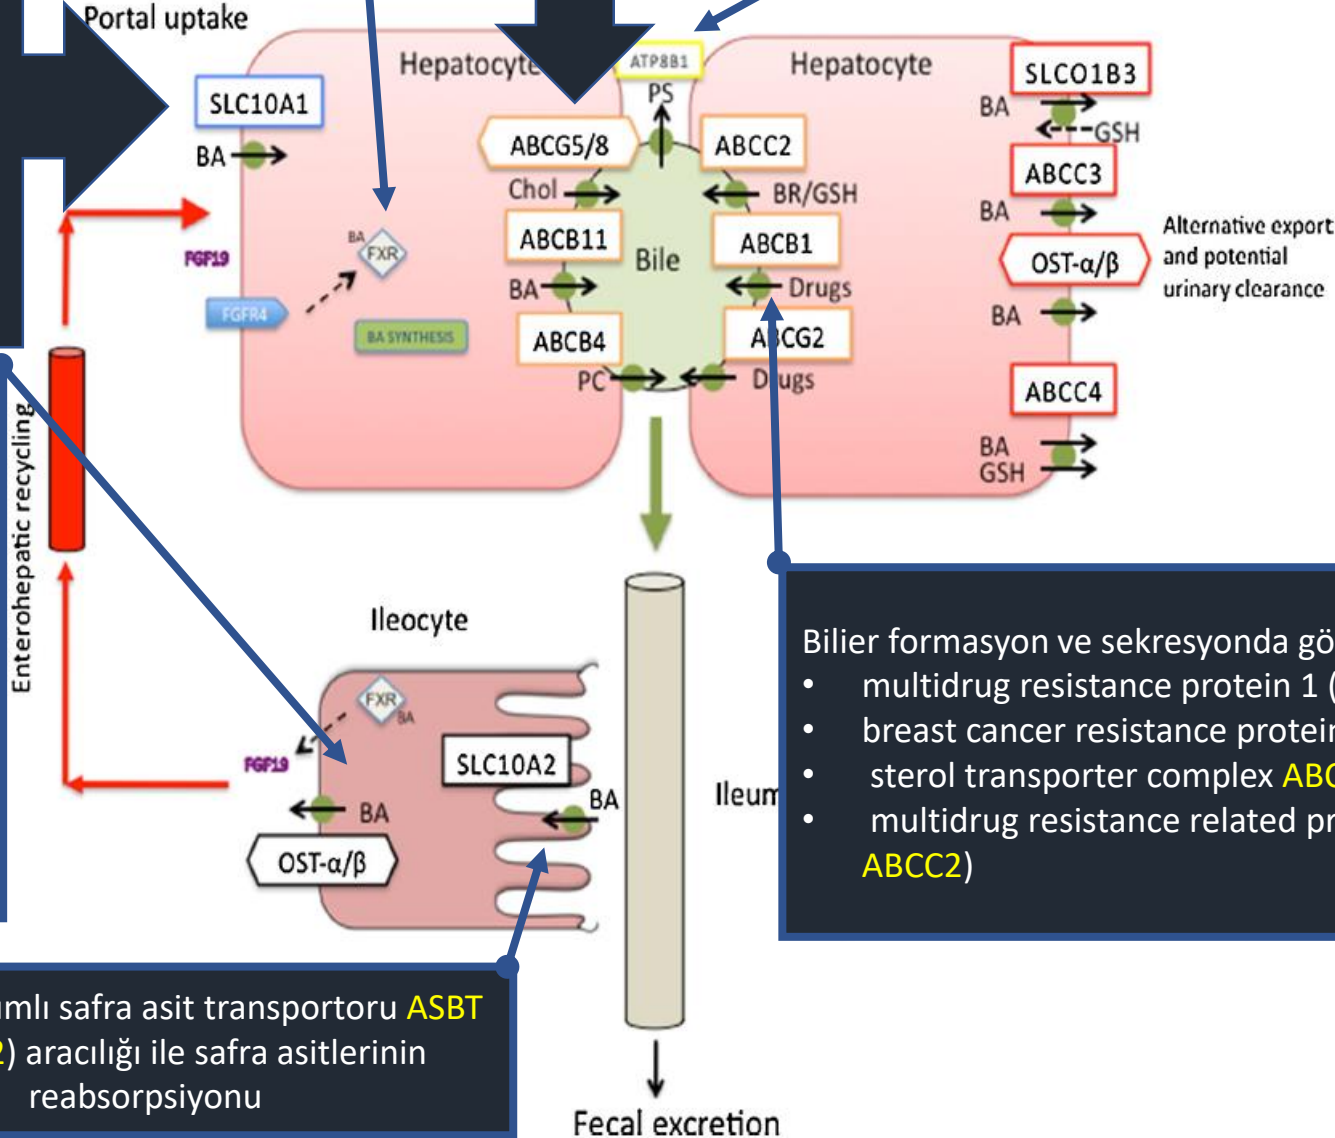 Portal uptake
Hepatocyte
ATP8B1
Hepatocyte
SLCO1B3
SLC10A1
PS
BA
GSH
ABCG5/8
ABCC2
BA
ABCC3
Chol
BR/GSH
BA
Alternative export
and potential
urinary clearance
BA
FXR
FGF19
ABCB11
ABCB1
Bile
OST-α/β
BA
Drugs
FGFR4
BA
BA SYNTHESIS
ABCB4
ABCG2
PC
Drugs
ABCC4
BA
GSH
Enterohepatic recycling
Ileocyte
FXR
BA
FGF19
SLC10A2
BA
BA
Ileum
OST-α/β
Bilier formasyon ve sekresyonda gö
• multidrug resistance protein 1 (
• breast cancer resistance protein
• sterol transporter complex ABC
• multidrug resistance related pr
ABCC2)
ımlı safra asit transportoru ASBT
2) aracılığı ile safra asitlerinin
reabsorpsiyonu
Fecal excretion